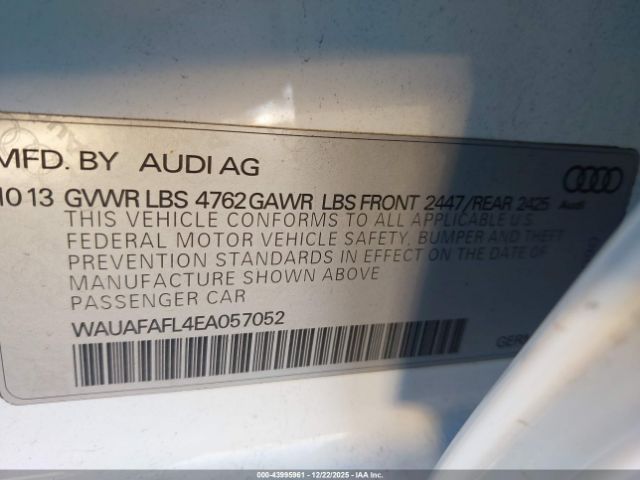 MFD. BY AUDI AG
10 13 GVWR LBS 4762 GAWR LBS FRONT 2447/REAR 2425
Audi
THIS VEHICLE CONFORMS TO ALL APPLICABLE U.S.
FEDERAL MOTOR VEHICLE SAFETY, BUMPER AND THEFT
PREVENTION STANDARDS IN EFFECT ON THE DATE OF
MANUFACTURE SHOWN ABOVE
PASSENGER CAR
WAUAFAFL4EA057052
000-43995961 - 12/22/2025 - IAA Inc.